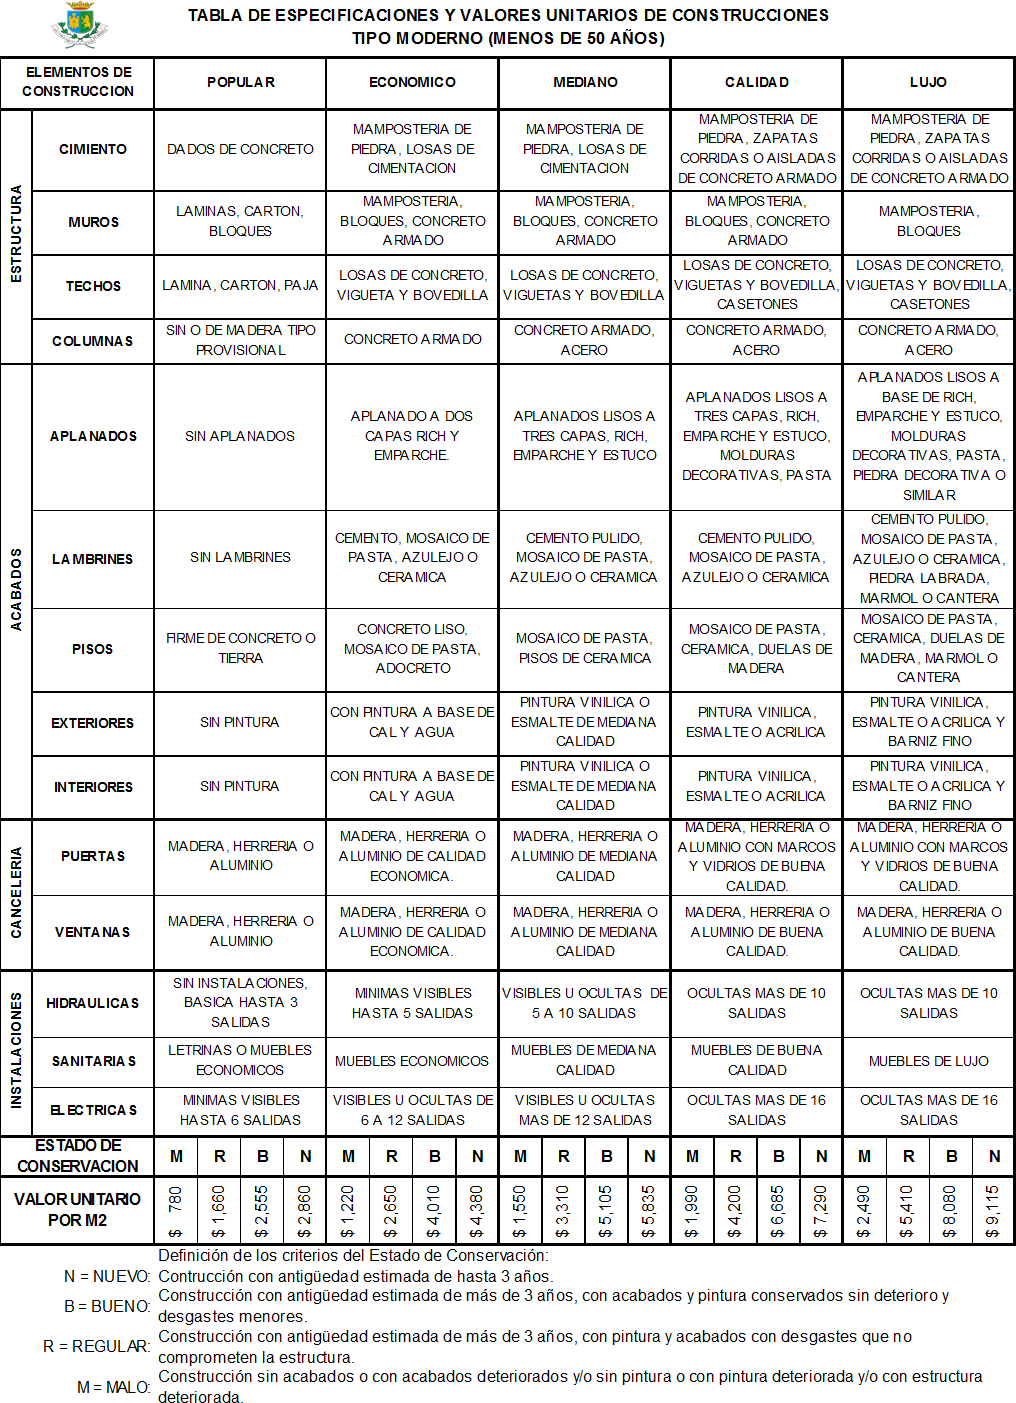 TABLA DE ESPECIFICACIONES Y VALORES UNITARIOS DE CONSTRUCCIONES
TIPO MODERNO (MENOS DE 50 AÑOS)
ELEMENTOS DE CONSTRUCCION POPULAR ECONOMICO MEDIANO CALIDAD LUJO
ESTRUCTURA
CIMIENTO
DADOS DE CONCRETO
MAMPOSTERIA DE
PIEDRA, LOSAS DE
CIMENTACION
MAMPOSTERIA DE
PIEDRA, LOSAS DE
CIMENTACION
MAMPOSTERIA DE
PIEDRA, ZAPATAS
CORRIDAS O AISLADAS
DE CONCRETO ARMADO
MAMPOSTERIA DE
PIEDRA, ZAPATAS
CORRIDAS O AISLADAS
DE CONCRETO ARMADO
MUROS
LAMINAS, CARTON,
BLOQUES
MAMPOSTERIA,
BLOQUES, CONCRETO
ARMADO
MAMPOSTERIA,
BLOQUES, CONCRETO
ARMADO
MAMPOSTERIA,
BLOQUES, CONCRETO
ARMADO
MAMPOSTERIA,
BLOQUES
TECHOS
LAMINA, CARTON, PAJA
LOSAS DE CONCRETO,
VIGUETA Y BOVEDILLA
LOSAS DE CONCRETO,
VIGUETAS Y BOVEDILLA
LOSAS DE CONCRETO,
VIGUETAS Y BOVEDILLA,
CASETONES
LOSAS DE CONCRETO,
VIGUETAS Y BOVEDILLA,
CASETONES
COLUMNAS
SIN O DE MADERA TIPO
PROVISIONAL
CONCRETO ARMADO
CONCRETO ARMADO,
ACERO
CONCRETO ARMADO,
ACERO
CONCRETO ARMADO,
ACERO
ACABADOS
APLANADOS
SIN APLANADOS
APLANADO A DOS
CAPAS RICH Y
EMPARCHE.
APLANADOS LISOS A
TRES CAPAS, RICH,
EMPARCHE Y ESTUCO
APLANADOS LISOS A
TRES CAPAS, RICH,
EMPARCHE Y ESTUCO,
MOLDURAS
DECORATIVAS, PASTA
APLANADOS LISOS A
BASE DE RICH,
EMPARCHE Y ESTUCO,
MOLDURAS
DECORATIVAS, PASTA,
PIEDRA DECORATIVA O
SIMILAR
LAMBRINES
SIN LAMBRINES
CEMENTO, MOSAICO DE
PASTA, AZULEJO O
CERAMICA
CEMENTO PULIDO,
MOSAICO DE PASTA,
AZULEJO O CERAMICA
CEMENTO PULIDO,
MOSAICO DE PASTA,
AZULEJO O CERAMICA
CEMENTO PULIDO,
MOSAICO DE PASTA,
AZULEJO O CERAMICA,
PIEDRA LABRADA,
MARMOL O CANTERA
PISOS
FIRME DE CONCRETO O
TIERRA
CONCRETO LISO,
MOSAICO DE PASTA,
ADOCRETO
MOSAICO DE PASTA,
PISOS DE CERAMICA
MOSAICO DE PASTA,
CERAMICA, DUELAS DE
MADERA
MOSAICO DE PASTA,
CERAMICA, DUELAS DE
MADERA, MARMOL O
CANTERA
EXTERIORES
SIN PINTURA
CON PINTURA A BASE DE
CAL Y AGUA
PINTURA VINILICA O
ESMALTE DE MEDIANA
CALIDAD
PINTURA VINILICA,
ESMALTE O ACRILICA
PINTURA VINILICA,
ESMALTE O ACRILICA Y
BARNIZ FINO
INTERIORES
SIN PINTURA
CON PINTURA A BASE DE
CAL Y AGUA
PINTURA VINILICA O
ESMALTE DE MEDIANA
CALIDAD
PINTURA VINILICA,
ESMALTE O ACRILICA
PINTURA VINILICA,
ESMALTE O ACRILICA Y
BARNIZ FINO
CANCELERIA
PUERTAS
MADERA, HERRERIA O
ALUMINIO
MADERA, HERRERIA O
ALUMINIO DE CALIDAD
ECONOMICA.
MADERA, HERRERIA O
ALUMINIO DE MEDIANA
CALIDAD
MADERA, HERRERIA O
ALUMINIO CON MARCOS
Y VIDRIOS DE BUENA
CALIDAD.
MADERA, HERRERIA O
ALUMINIO CON MARCOS
Y VIDRIOS DE BUENA
CALIDAD.
VENTANAS
MADERA, HERRERIA O
ALUMINIO
MADERA, HERRERIA O
ALUMINIO DE CALIDAD
ECONOMICA.
MADERA, HERRERIA O
ALUMINIO DE MEDIANA
CALIDAD
MADERA, HERRERIA O
ALUMINIO DE BUENA
CALIDAD.
MADERA, HERRERIA O
ALUMINIO DE BUENA
CALIDAD.
INSTALACIONES
HIDRAULICAS
SIN INSTALACIONES,
BASICA HASTA 3
SALIDAS
MINIMAS VISIBLES
HASTA 5 SALIDAS
VISIBLES U OCULTAS DE
5 A 10 SALIDAS
OCULTAS MAS DE 10
SALIDAS
OCULTAS MAS DE 10
SALIDAS
SANITARIAS
LETRINAS O MUEBLES
ECONOMICOS
MUEBLES ECONOMICOS
MUEBLES DE MEDIANA
CALIDAD
MUEBLES DE BUENA
CALIDAD
MUEBLES DE LUJO
ELECTRICAS
MINIMAS VISIBLES
HASTA 6 SALIDAS
VISIBLES U OCULTAS DE
6 A 12 SALIDAS
VISIBLES U OCULTAS
MAS DE 12 SALIDAS
OCULTAS MAS DE 16
SALIDAS
OCULTAS MAS DE 16
SALIDAS
ESTADO DE
CONSERVACION
M R B N M R B N M R B N M R B N M R B N
VALOR UNITARIO
POR M2
$ 780 $ 1,660 $ 2,555 $ 2,860 $ 1,220 $ 2,650 $ 4,010 $ 4,380 $ 1,550 $ 3,310 $ 5,105 $ 5,835 $ 1,990 $ 4,200 $ 6,685 $ 7,290 $ 2,490 $ 5,410 $ 8,080 $ 9,115
Definición de los criterios del Estado de Conservación:
N = NUEVO: Contrucción con antigüedad estimada de hasta 3 años.
B = BUENO: Construcción con antigüedad estimada de más de 3 años, con acabados y pintura conservados sin deterioro y
desgastes menores.
R = REGULAR: Construcción con antigüedad estimada de más de 3 años, con pintura y acabados con desgastes que no
comprometen la estructura.
M = MALO: Construcción sin acabados o con acabados deteriorados y/o sin pintura o con pintura deteriorada y/o con estructura
deteriorada.